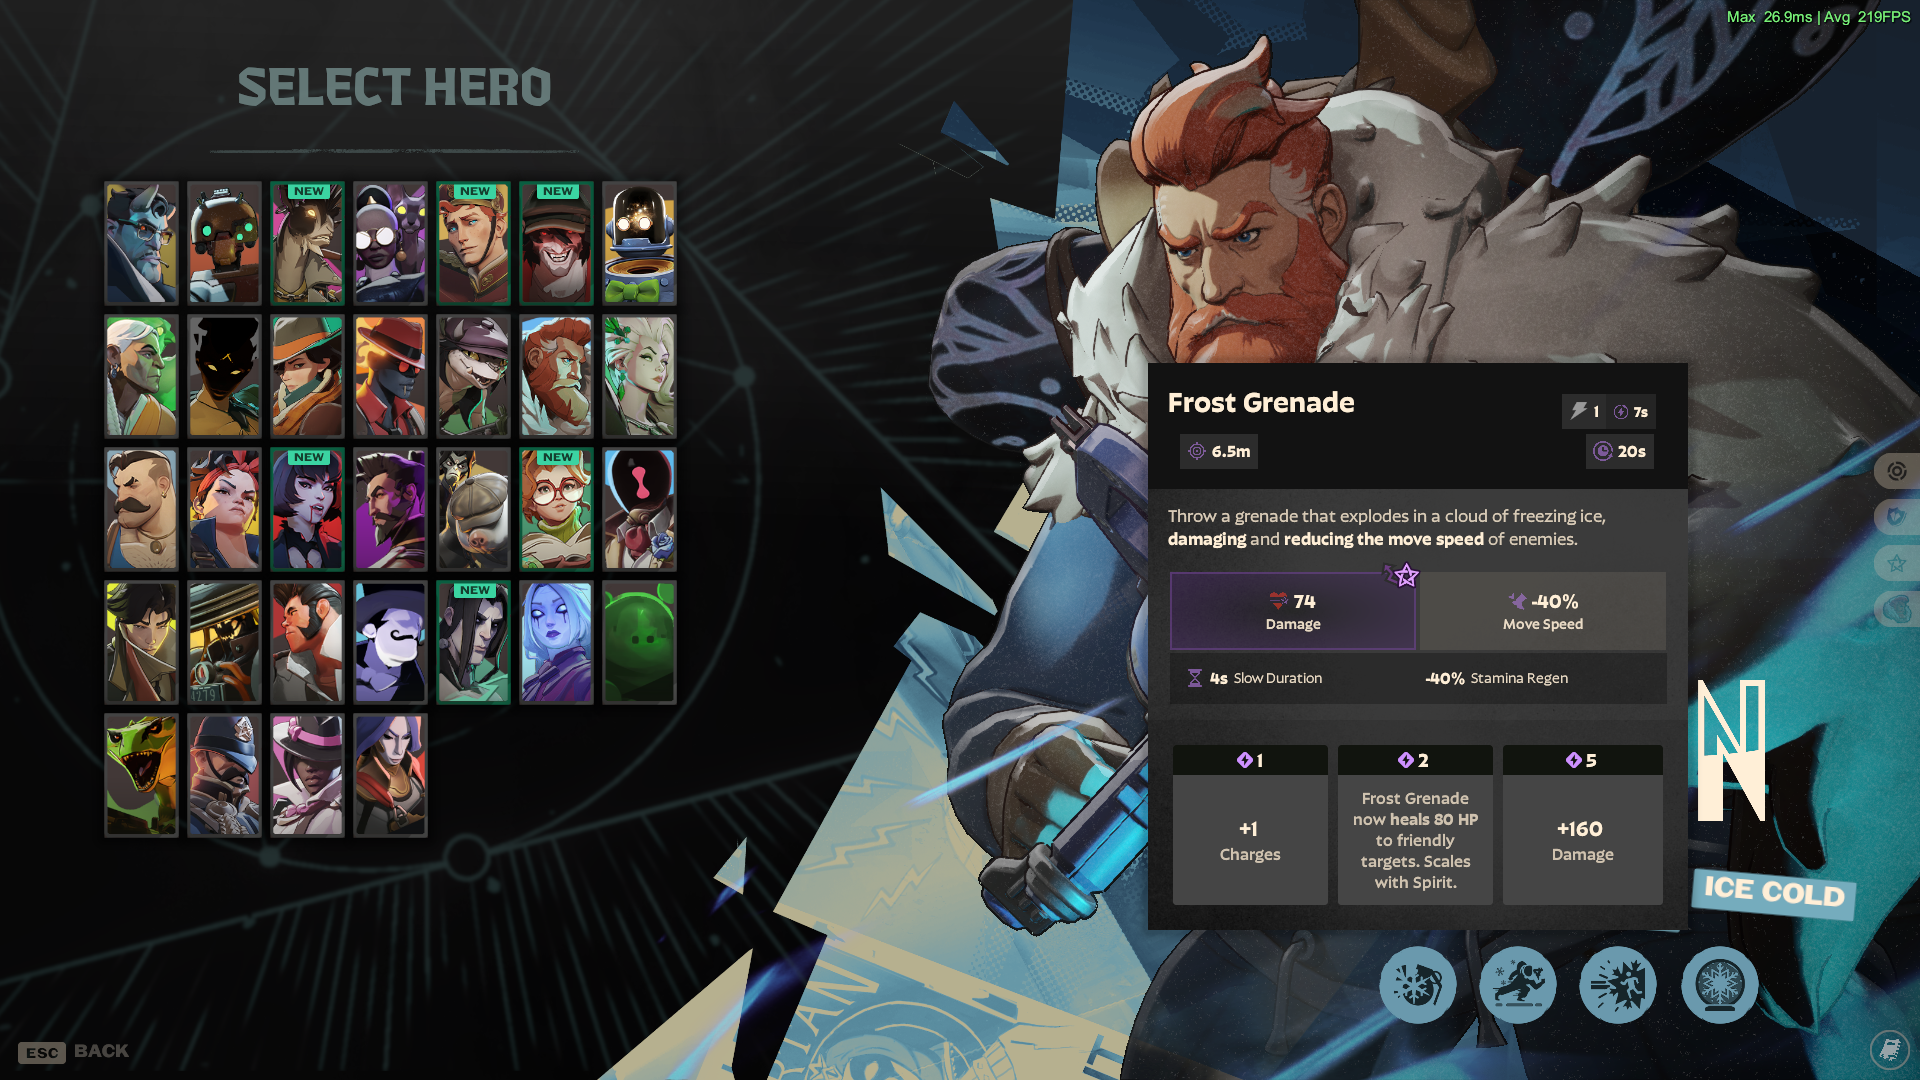 Max 26.9ms | Avg 219FPS
SELECT HERO
NEW
NEW
NEW
NEW
NEW
NEW
1279
Frost Grenade
1
7s
6.5m
20s
Throw a grenade that explodes in a cloud of freezing ice,
damaging and reducing the move speed of enemies.
74
Damage
-40%
Move Speed
4s Slow Duration
-40% Stamina Regen
1
+1
Charges
2
Frost Grenade
now heals 80 HP
to friendly
targets. Scales
with Spirit.
5
+160
Damage
N
ICE COLD
ESC BACK